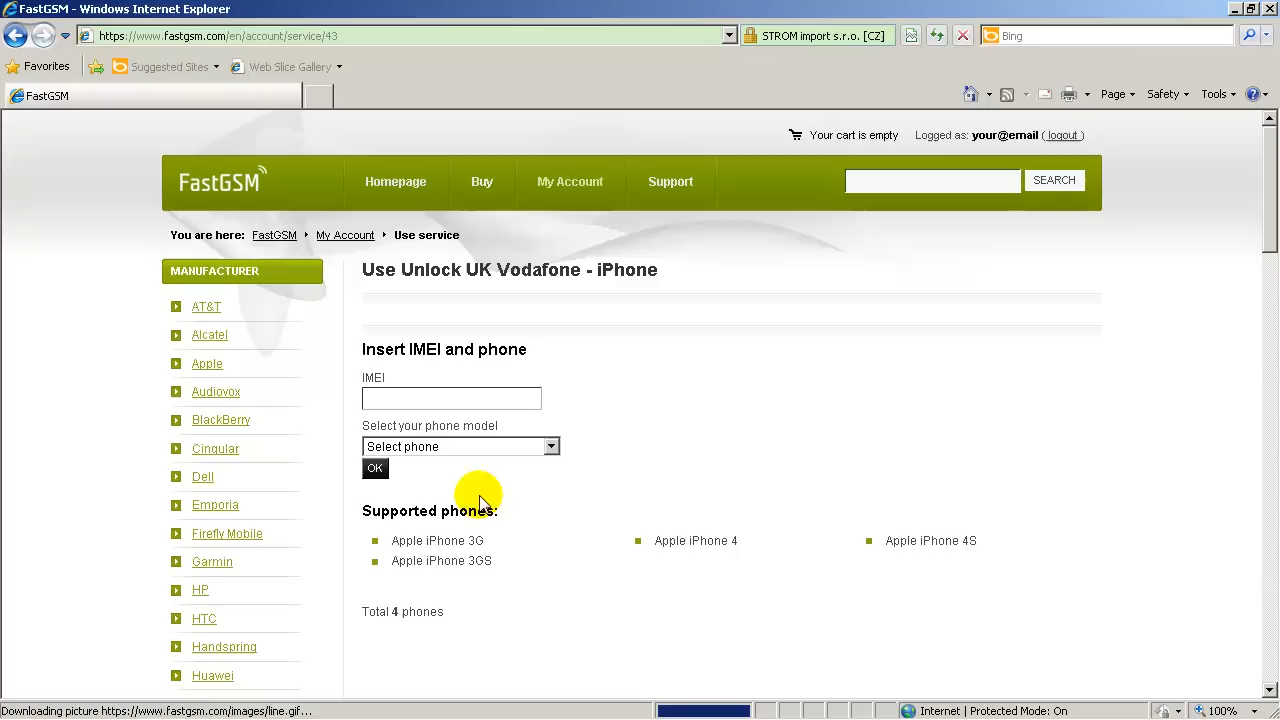 FastGSM - Windows Internet Explorer
https://www.fastgsm.com/en/account/service/43
STROM import s.r.o. [CZ]
Bing
Favorites
Suggested Sites
Web Slice Gallery
FastGSM
Page
Safety
Tools
Your cart is empty
Logged as: your@email ( logout )
FastGSM
Homepage
Buy
My Account
Support
SEARCH
You are here: FastGSM My Account Use service
MANUFACTURER
AT&T
Alcatel
Apple
Audiovox
BlackBerry
Cingular
Dell
Emporia
Firefly Mobile
Garmin
HP
HTC
Handspring
Huawei
Use Unlock UK Vodafone - iPhone
Insert IMEI and phone
IMEI
Select your phone model
Select phone
OK
Supported phones:
Apple iPhone 3G
Apple iPhone 4
Apple iPhone 4S
Apple iPhone 3GS
Total 4 phones
Downloading picture https://www.fastgsm.com/images/line.gif...
Internet | Protected Mode: On
100%